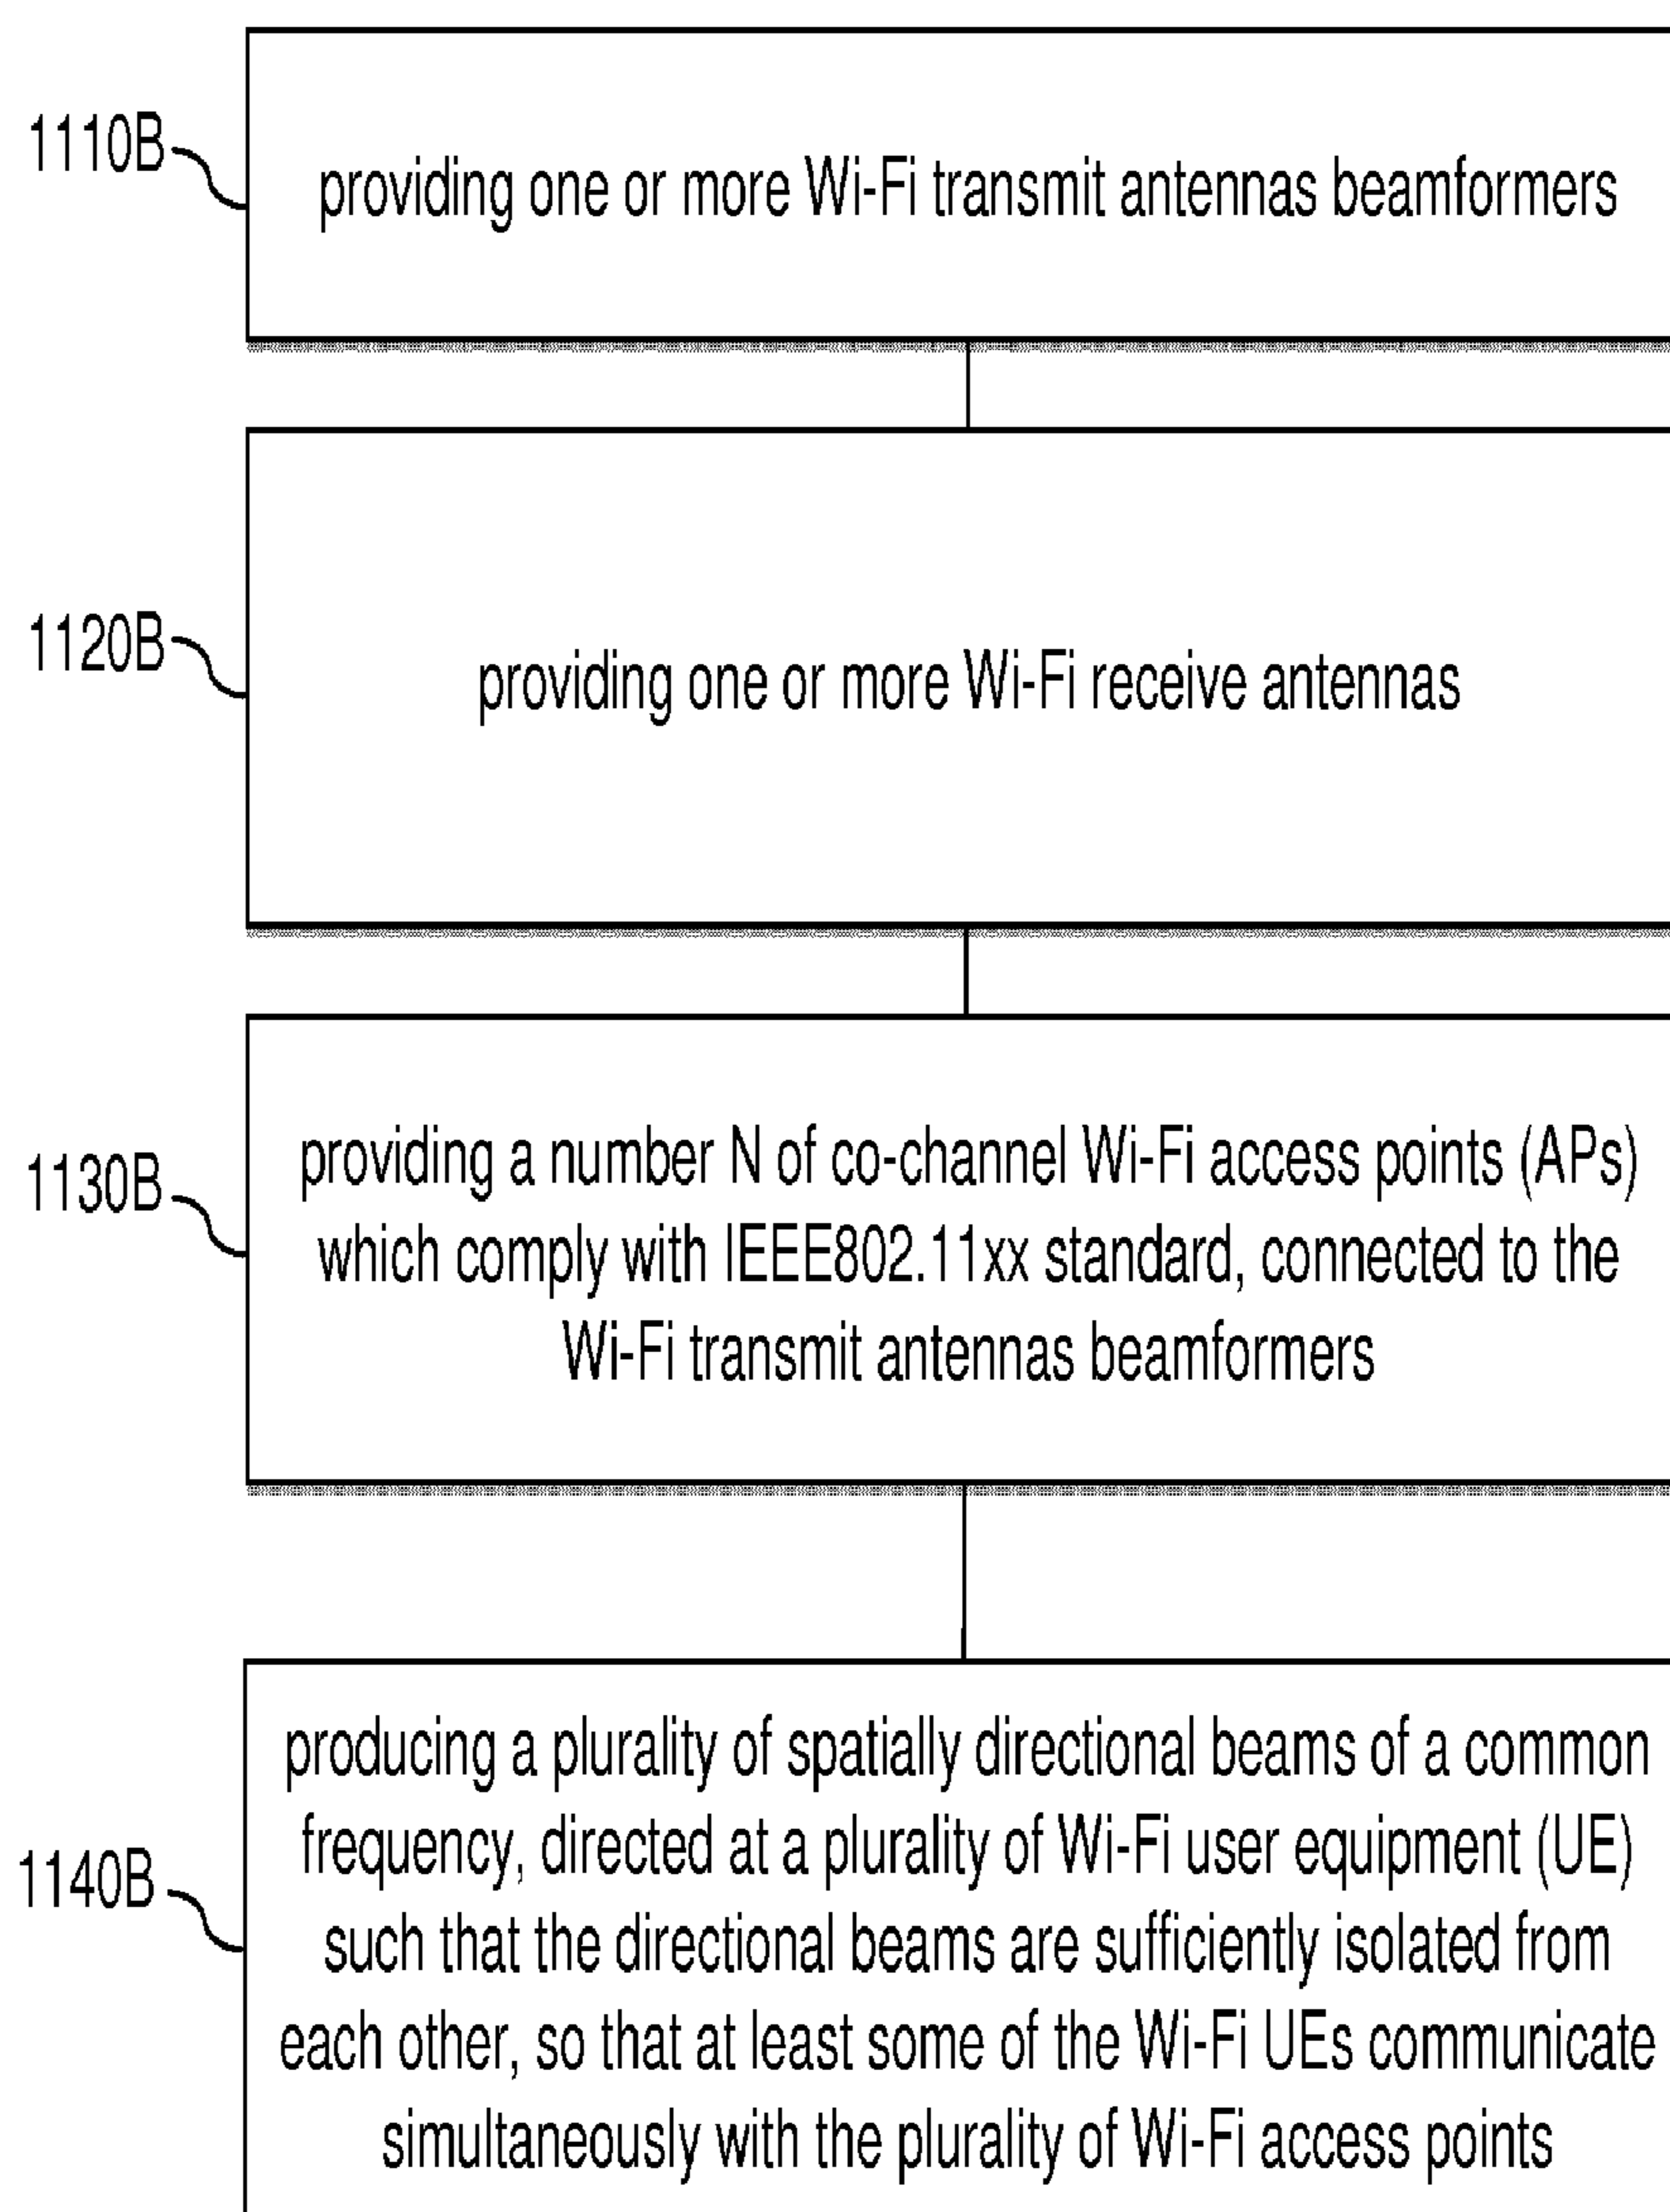 1110B
providing one or more Wi-Fi transmit antennas beamformers
1120B
providing one or more Wi-Fi receive antennas
1130B
providing a number N of co-channel Wi-Fi access points (APs)
which comply with IEEE802.11xx standard, connected to the
Wi-Fi transmit antennas beamformers
1140B
producing a plurality of spatially directional beams of a common
frequency, directed at a plurality of Wi-Fi user equipment (UE)
such that the directional beams are sufficiently isolated from
each other, so that at least some of the Wi-Fi UEs communicate
simultaneously with the plurality of Wi-Fi access points